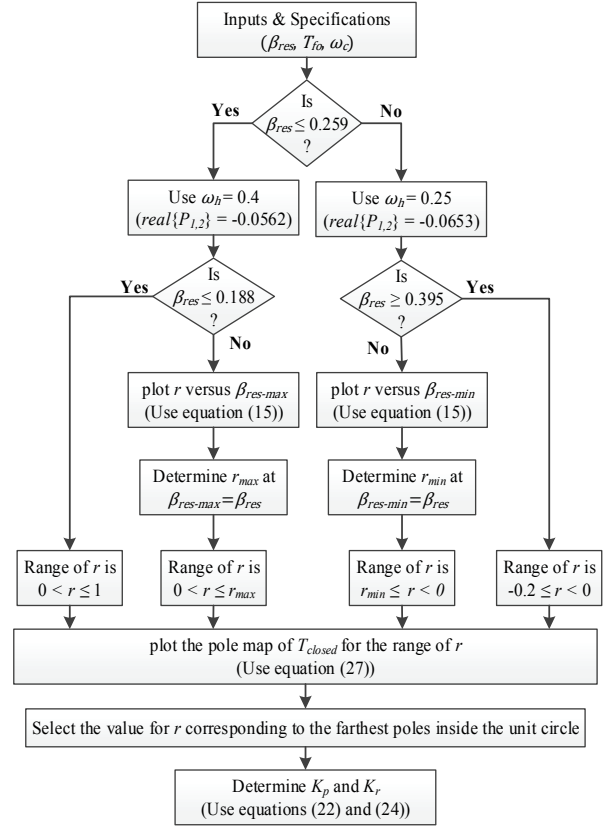 Inputs & Specifications
(βres, Tfo, ωc)
Is
βres ≤ 0.259
?
Yes
No
Use ωh= 0.4
(real{P1,2} = -0.0562)
Use ωh= 0.25
(real{P1,2} = -0.0653)
Is
βres ≤ 0.188
?
Yes
No
Is
βres ≥ 0.395
?
Yes
No
plot r versus βres-max
(Use equation (15))
plot r versus βres-min
(Use equation (15))
Determine rmax at
βres-max=βres
Determine rmin at
βres-min=βres
Range of r is
0 < r ≤ 1
Range of r is
0 < r ≤ rmax
Range of r is
rmin ≤ r < 0
Range of r is
-0.2 ≤ r < 0
plot the pole map of Tclosed for the range of r
(Use equation (27))
Select the value for r corresponding to the farthest poles inside the unit circle
Determine Kp and Kr
(Use equations (22) and (24))